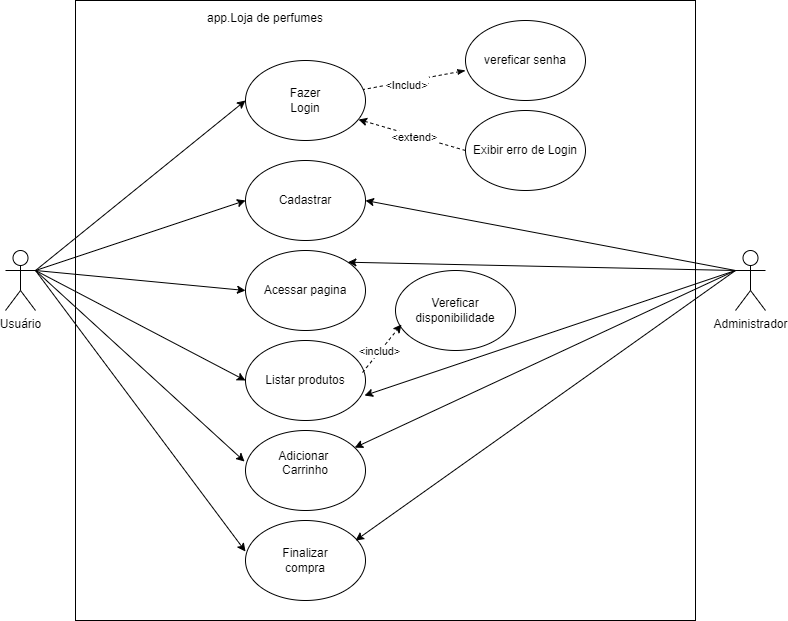 app.Loja de perfumes
vereficar senha
<Includ>
Fazer
Login
<extend>
Exibir erro de Login
Cadastrar
Acessar pagina
Vereficar
disponibilidade
Usuário
Administrador
<includ>
Listar produtos
Adicionar
Carrinho
Finalizar
compra